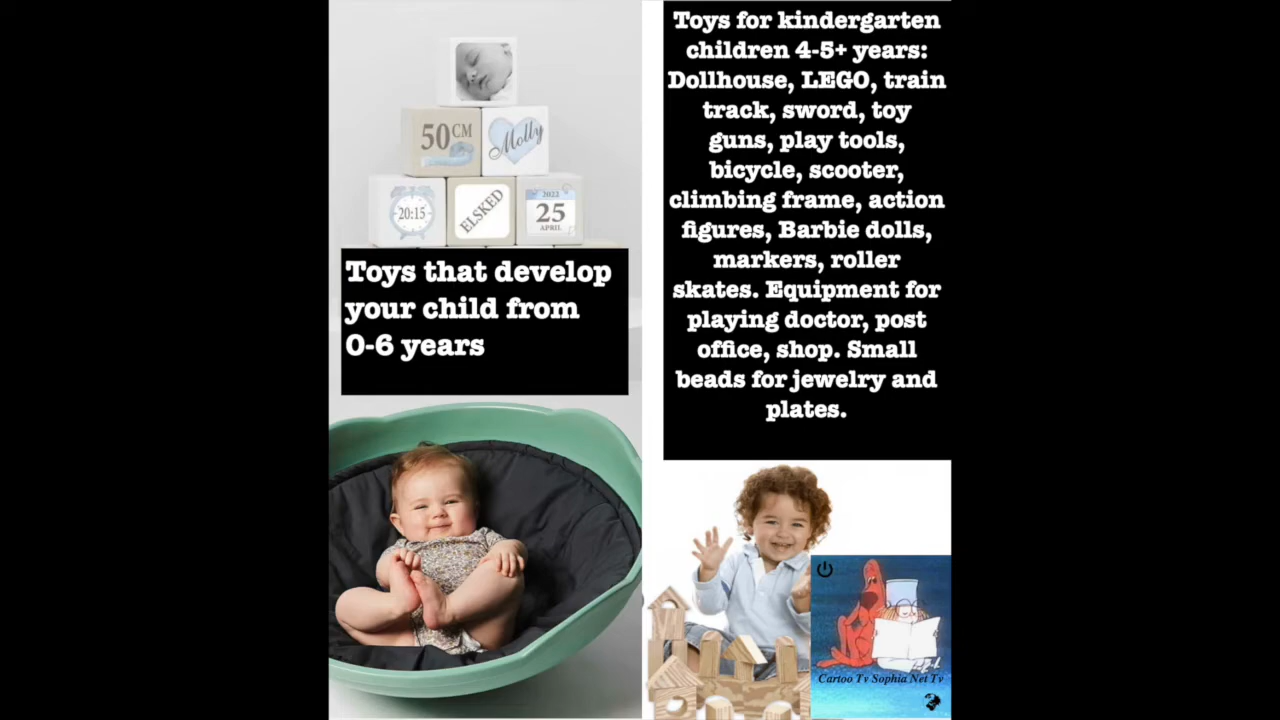 50CM
Molly
20:15
ELSKED
2022
25
APRIL
Toys that develop
your child from
0-6 years
Toys for kindergarten
children 4-5+ years:
Dollhouse, LEGO, train
track, sword, toy
guns, play tools,
bicycle, scooter,
climbing frame, action
figures, Barbie dolls,
markers, roller
skates. Equipment for
playing doctor, post
office, shop. Small
beads for jewelry and
plates.
Cartoo Tv Sophia Net Tv